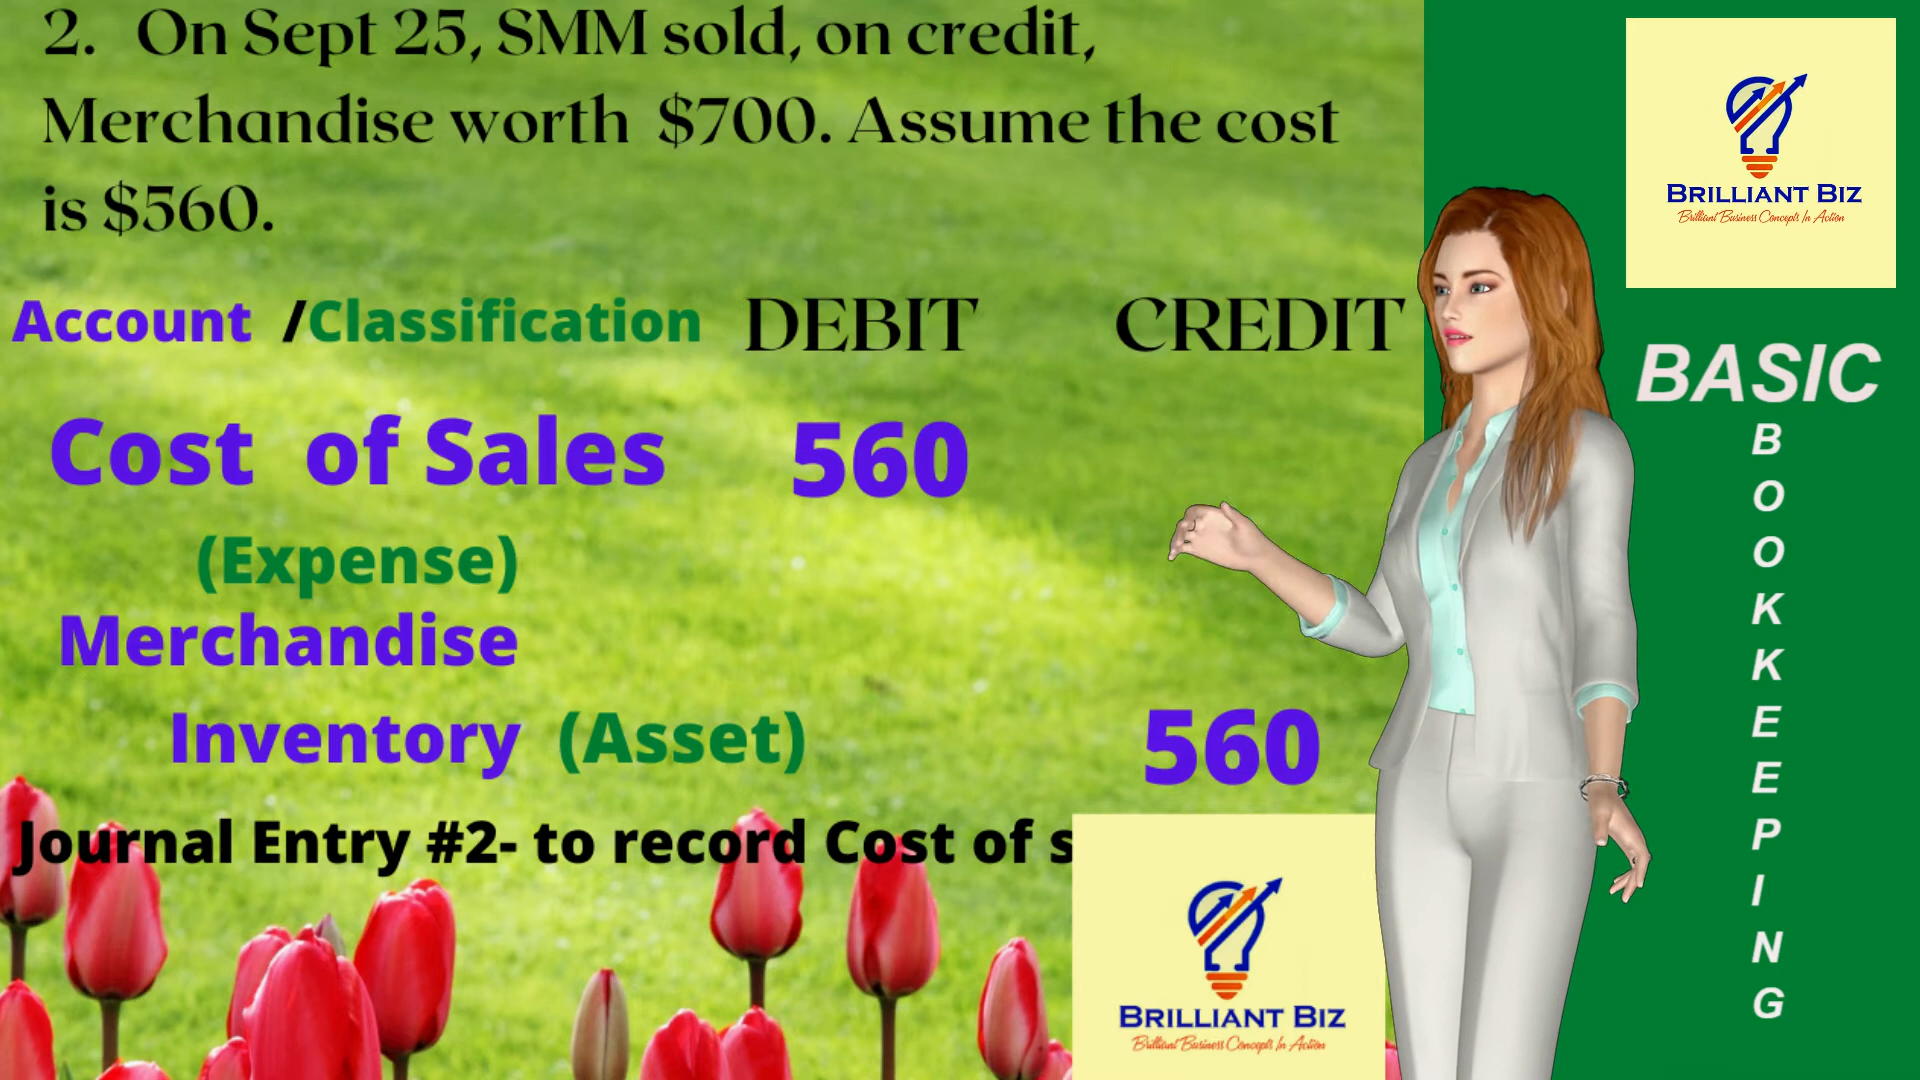 2. On Sept 25, SMM sold, on credit,
Merchandise worth $700. Assume the cost
is $560.
Account /Classification DEBIT CREDIT
Cost of Sales 560
(Expense)
Merchandise
Inventory (Asset) 560
Journal Entry #2- to record Cost of s
BRILLIANT BIZ
Brilliant Business Concepts In Action
BRILLIANT BIZ
Brilliant Business Concepts In Action
BASIC
B
O
O
K
K
E
E
P
I
N
G